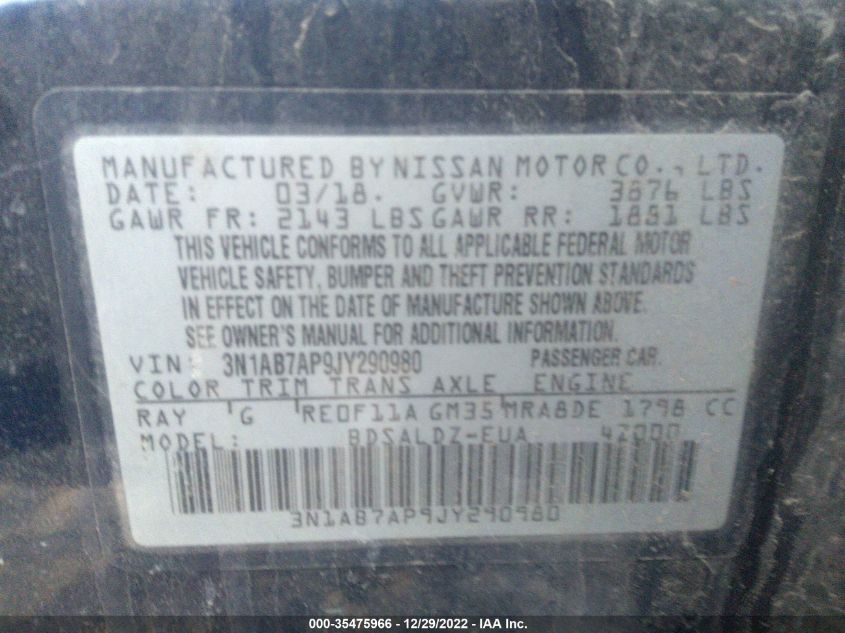 MANUFACTURED BY NISSAN MOTOR CO., LTD.
DATE: 03/18. GVWR: 3876 LBS
GAWR FR: 2143 LBS GAWR RR: 1881 LBS
THIS VEHICLE CONFORMS TO ALL APPLICABLE FEDERAL MOTOR
VEHICLE SAFETY, BUMPER AND THEFT PREVENTION STANDARDS
IN EFFECT ON THE DATE OF MANUFACTURE SHOWN ABOVE.
SEE OWNER'S MANUAL FOR ADDITIONAL INFORMATION.
VIN : 3N1AB7AP9JY290980 PASSENGER CAR.
COLOR TRIM TRANS AXLE ENGINE
RAY G RE0F11A GM35 MRA8DE 1798 CC
MODEL: BDSALDZ-EUA 42000
3N1AB7AP9JY290980
000-35475966 - 12/29/2022 - IAA Inc.